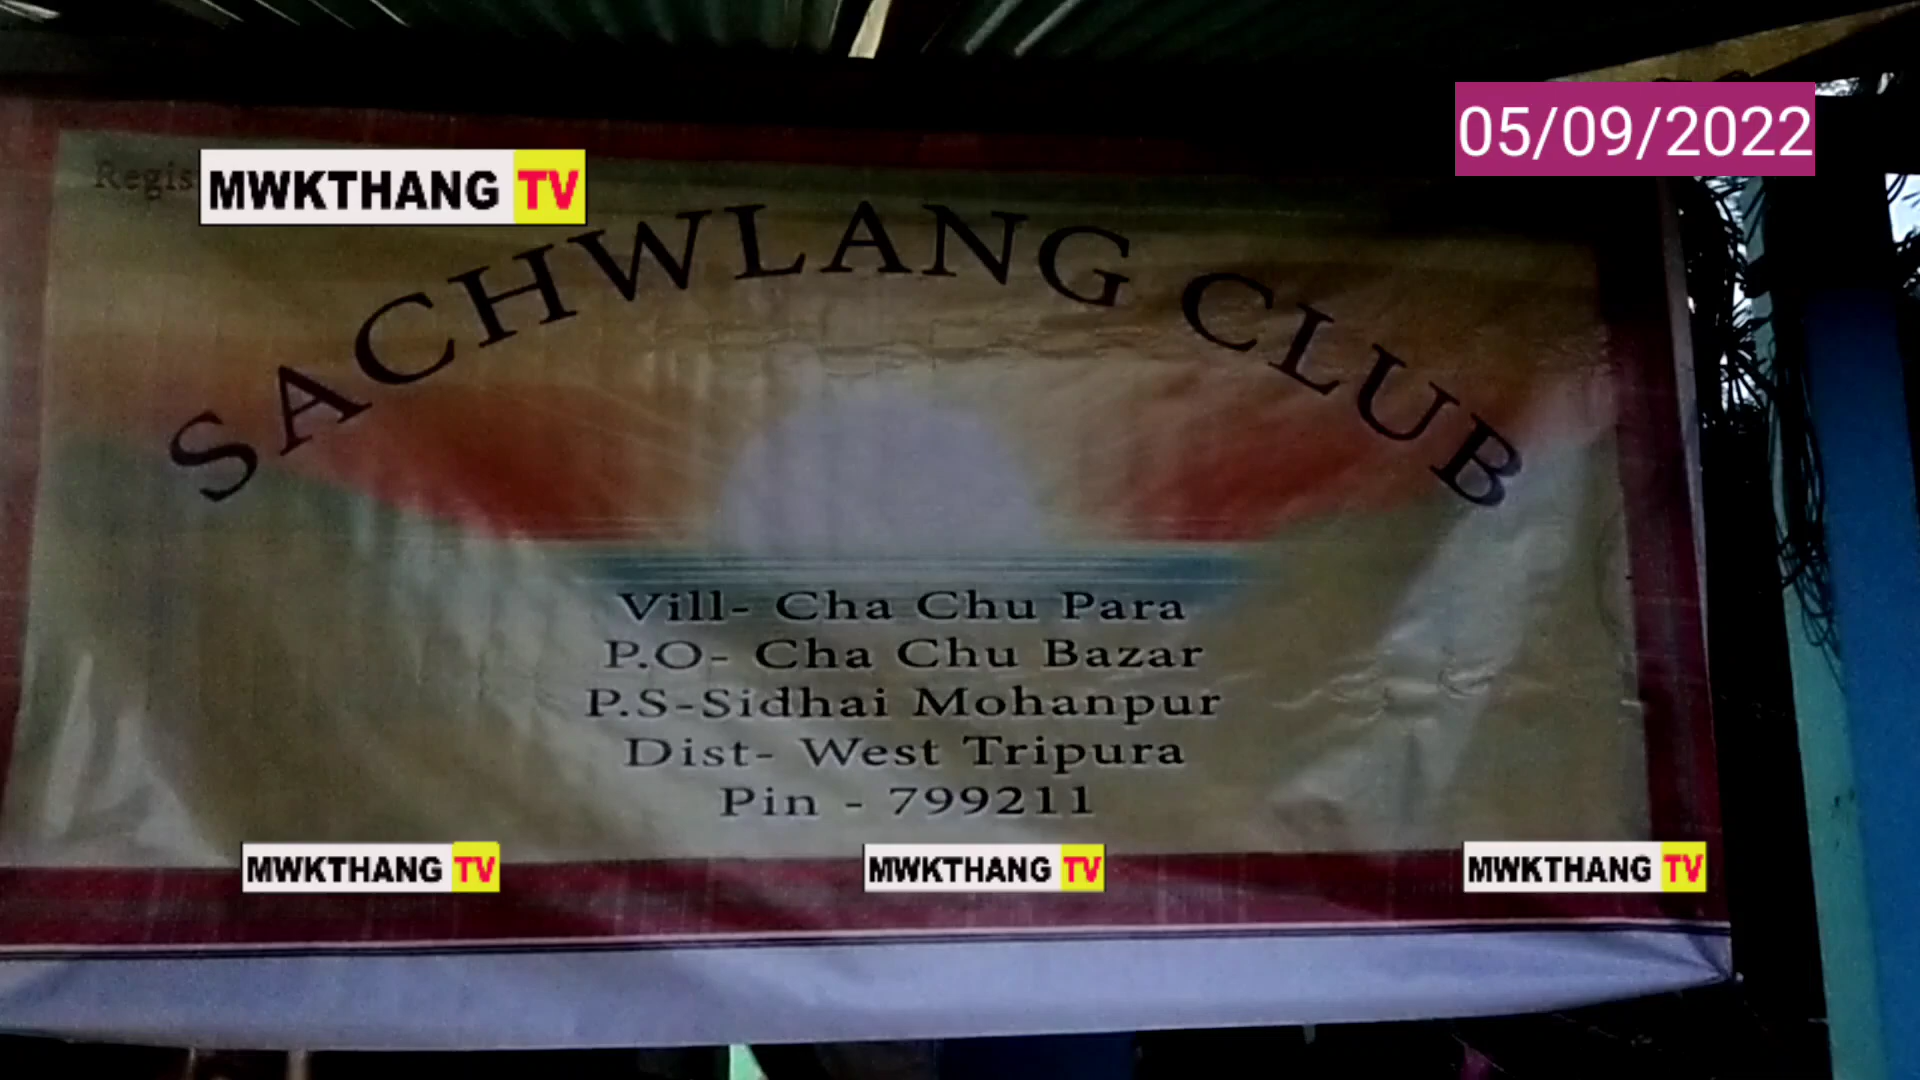 05/09/2022
MWKTHANG TV
SACHWLANG CLUB
Vill- Cha Chu Para
P.O- Cha Chu Bazar
P.S-Sidhai Mohanpur
Dist- West Tripura
Pin - 799211
MWKTHANG TV
MWKTHANG TV
MWKTHANG TV